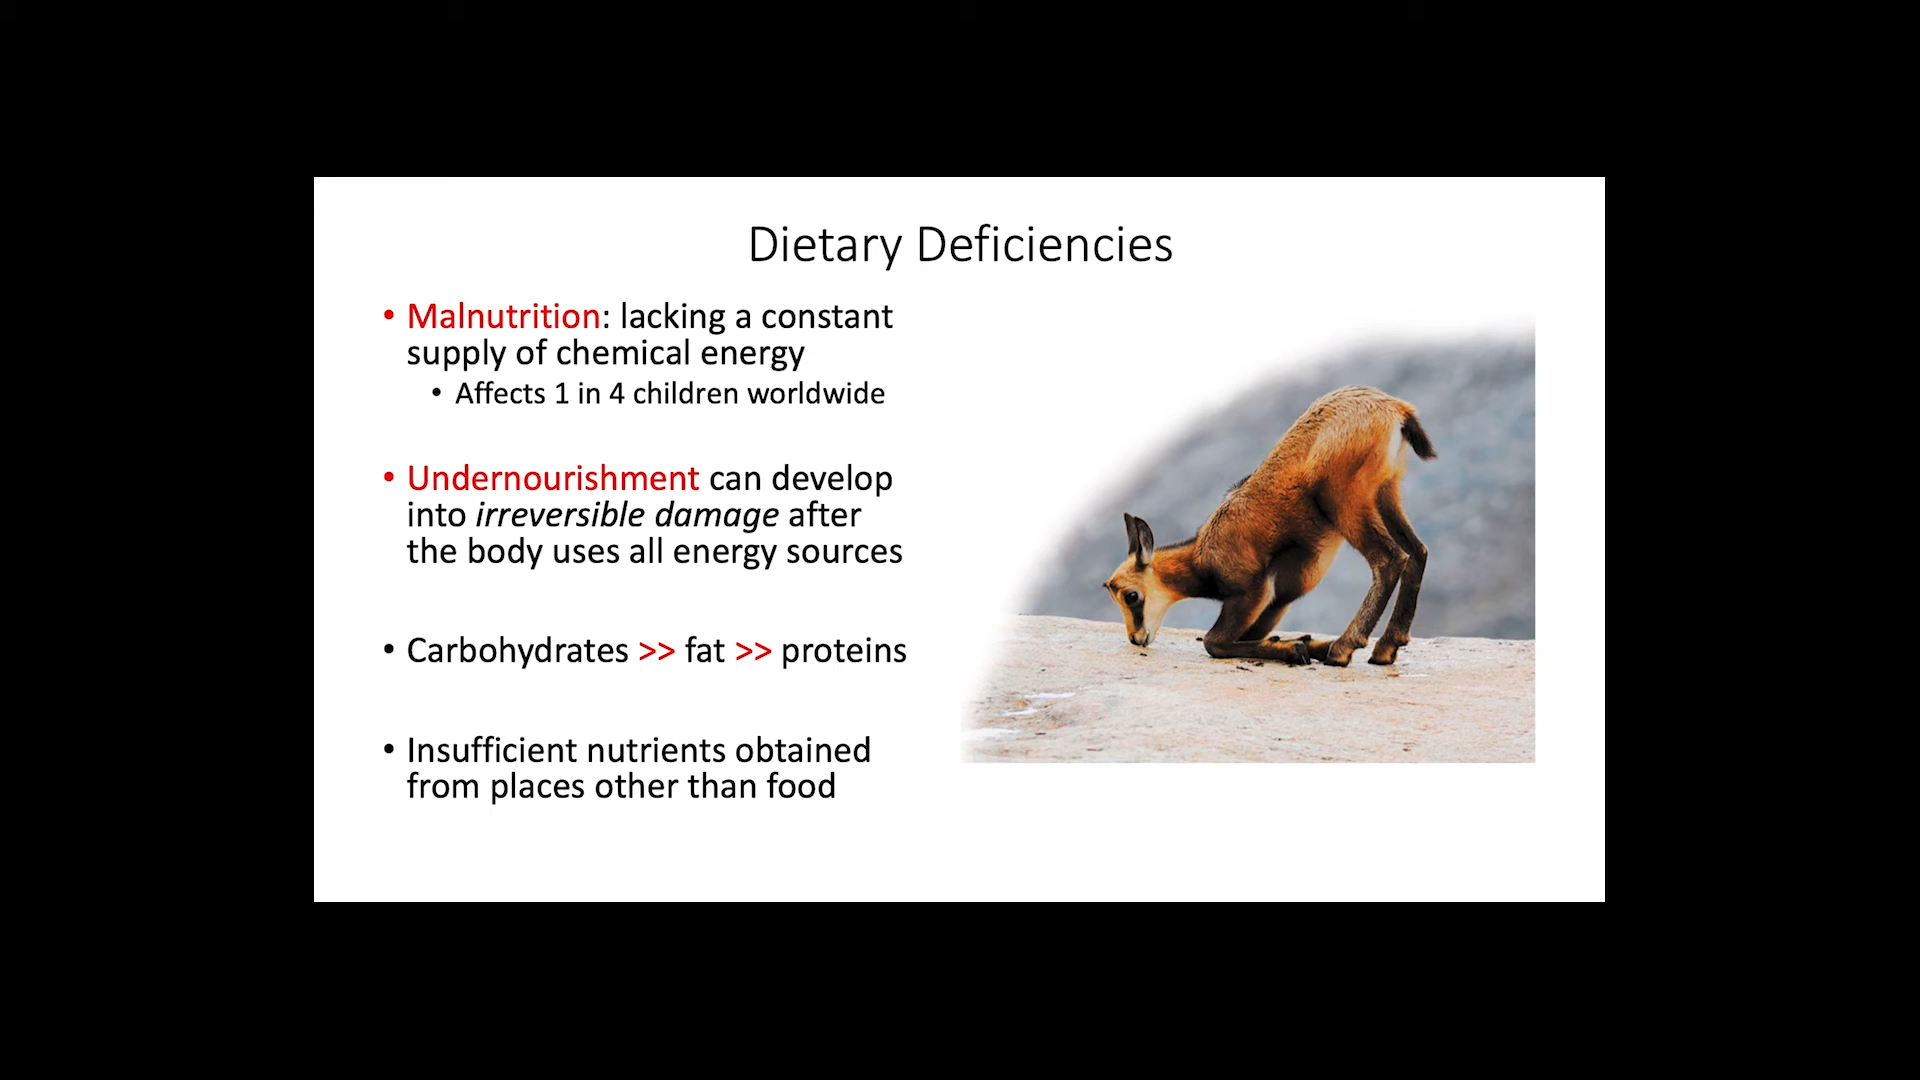 Dietary Deficiencies
• Malnutrition: lacking a constant
supply of chemical energy
• Affects 1 in 4 children worldwide
• Undernourishment can develop
into irreversible damage after
the body uses all energy sources
• Carbohydrates >> fat >> proteins
• Insufficient nutrients obtained
from places other than food